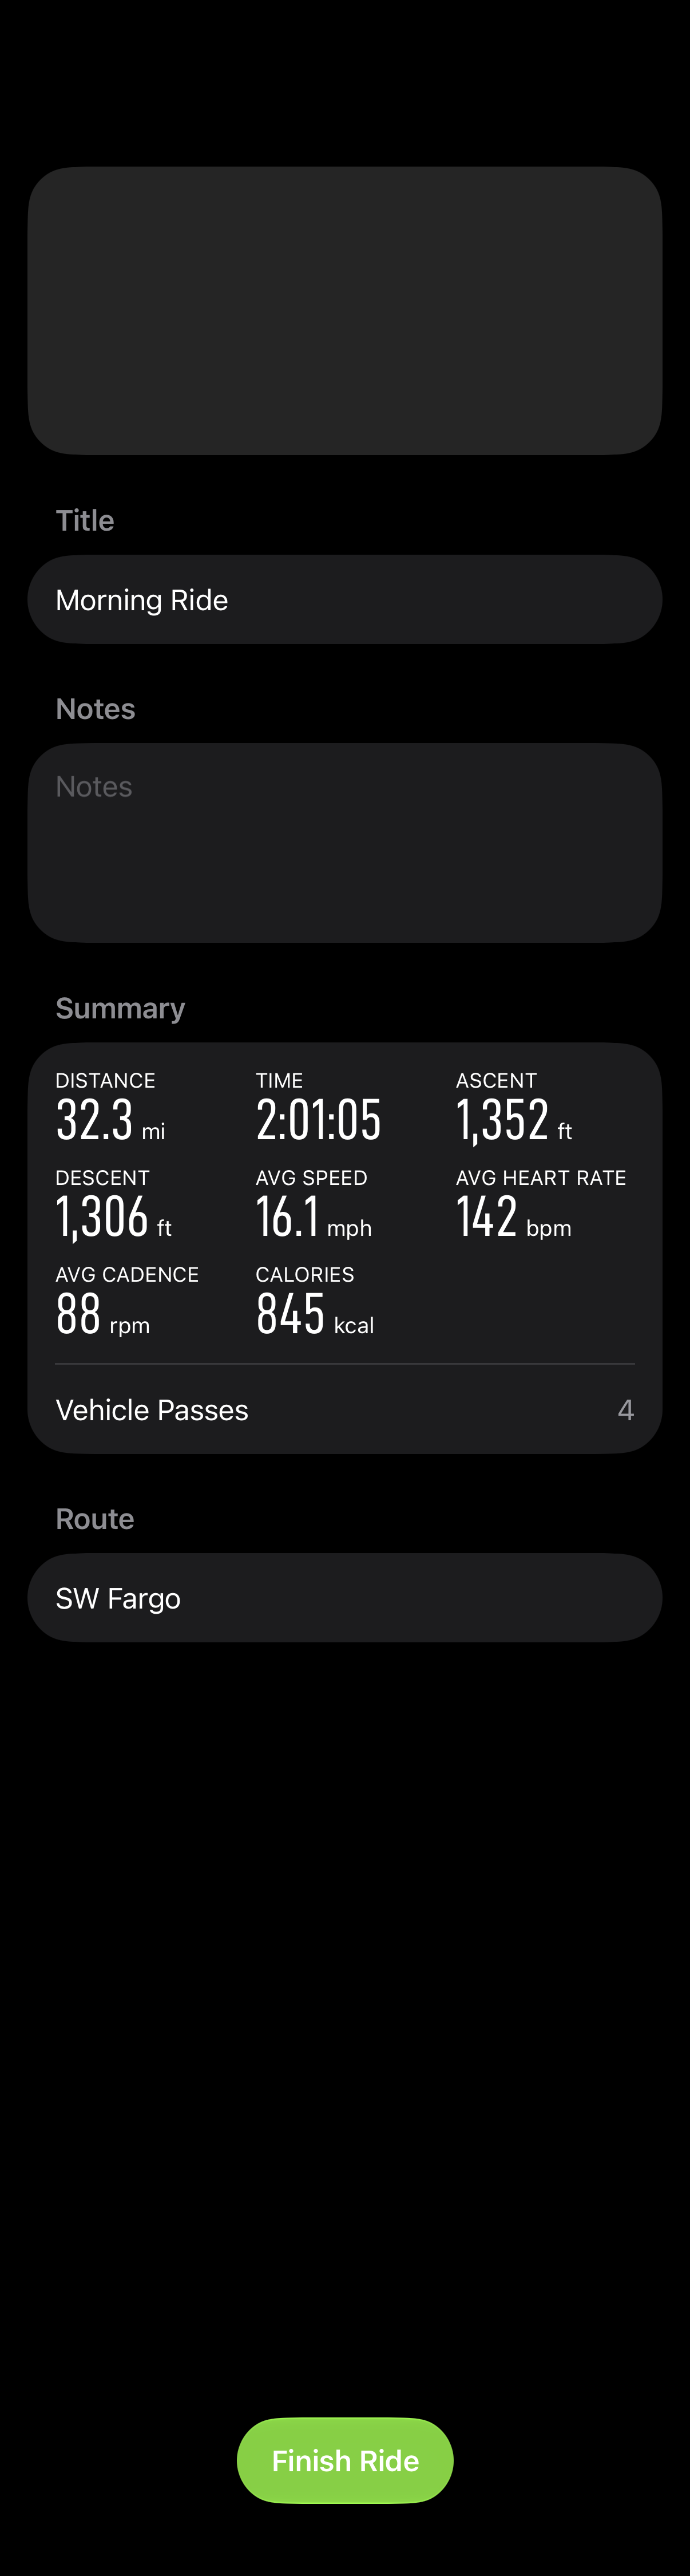 Title
Morning Ride
Notes
Notes
Summary
DISTANCE TIME ASCENT
32.3 mi 2:01:05 1,352 ft
DESCENT AVG SPEED AVG HEART RATE
1,306 ft 16.1 mph 142 bpm
AVG CADENCE CALORIES
88 rpm 845 kcal
Vehicle Passes 4
Route
SW Fargo
Finish Ride